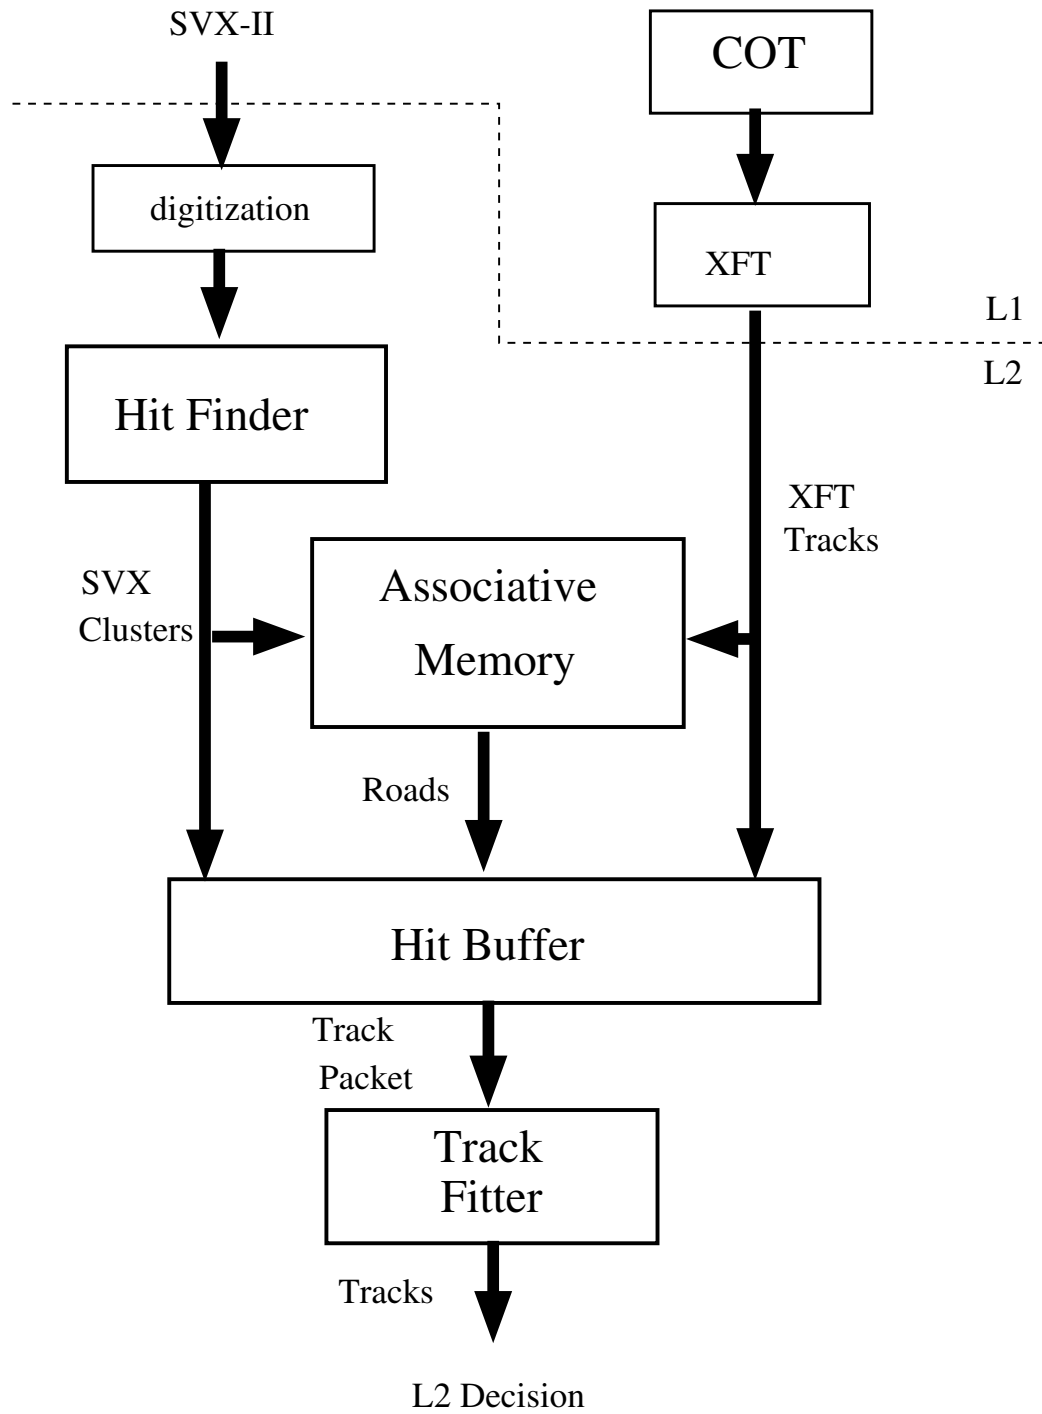 SVX-II
COT
digitization
XFT
L1
L2
Hit Finder
XFT
Tracks
SVX
Clusters
Associative
Memory
Roads
Hit Buffer
Track
Packet
Track
Fitter
Tracks
L2 Decision